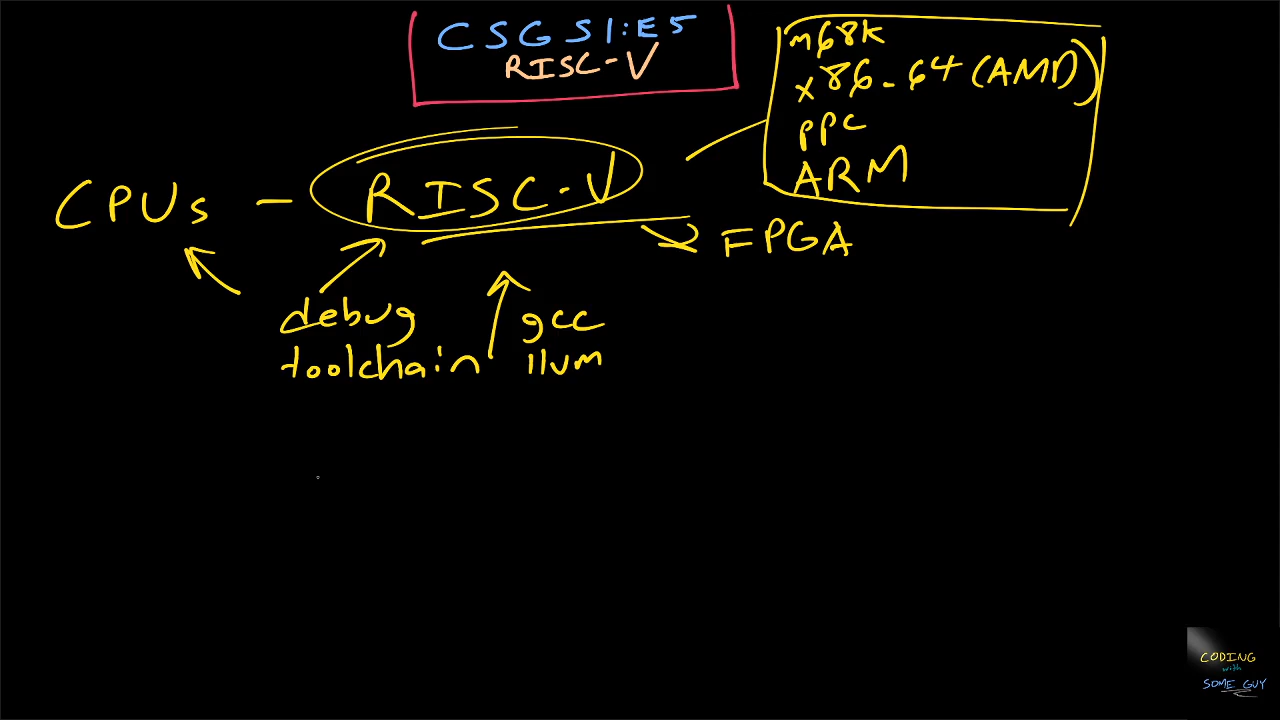 CSG S1:E5
RISC-V
m68k
x86-64 (AMD)
PPC
ARM
CPUs - RISC-V
FPGA
debug
toolchain
gcc
llvm
CODING
with
SOME GUY